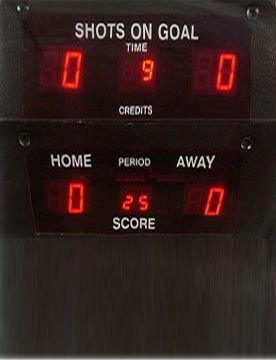 SHOTS ON GOAL
TIME
0 9 0
CREDITS
HOME PERIOD AWAY
0 25 0
SCORE